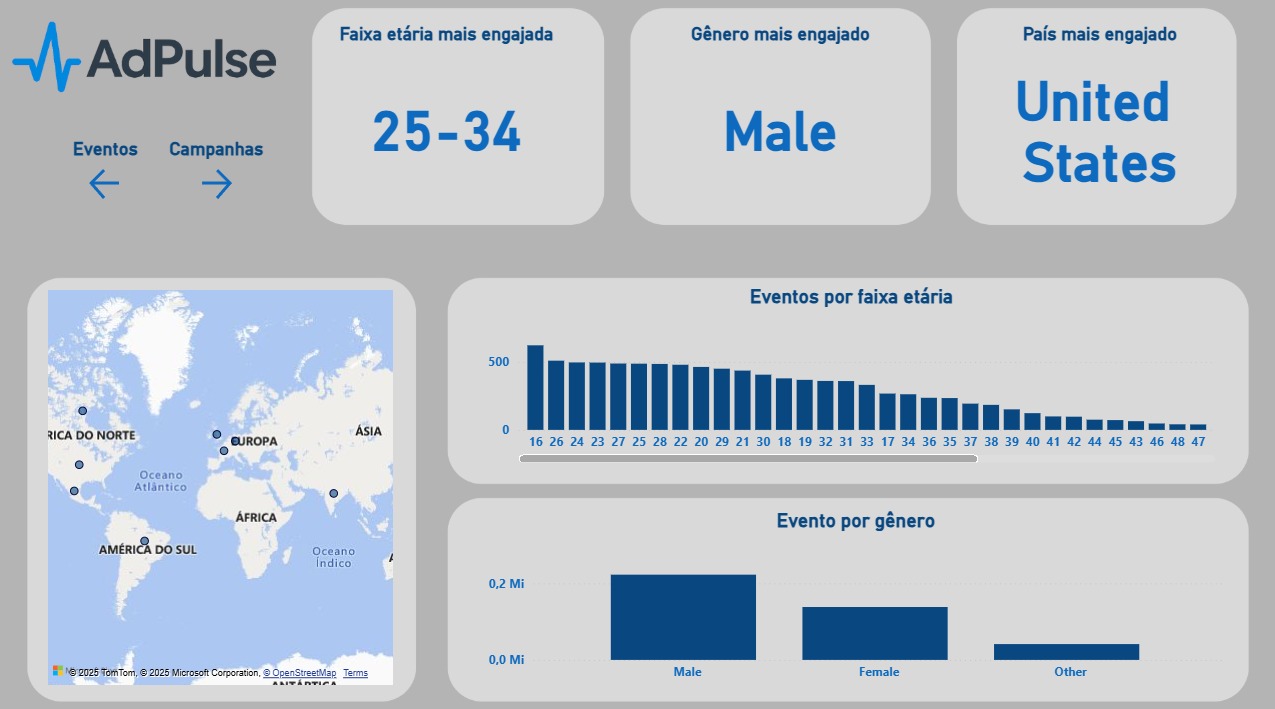 AdPulse
Eventos
Campanhas
Faixa etária mais engajada
25-34
Gênero mais engajado
Male
País mais engajado
United
States
RICA DO NORTE
EUROPA
ÁSIA
Oceano
Atlântico
ÁFRICA
AMÉRICA DO SUL
Oceano
Índico
© 2025 TomTom, © 2025 Microsoft Corporation, © OpenStreetMap Terms
ANTÁRTICA
Eventos por faixa etária
500
0
16 26 24 23 27 25 28 22 20 29 21 30 18 19 32 31 33 17 34 36 35 37 38 39 40 41 42 44 45 43 46 48 47
Evento por gênero
0,2 Mi
0,0 Mi
Male Female Other